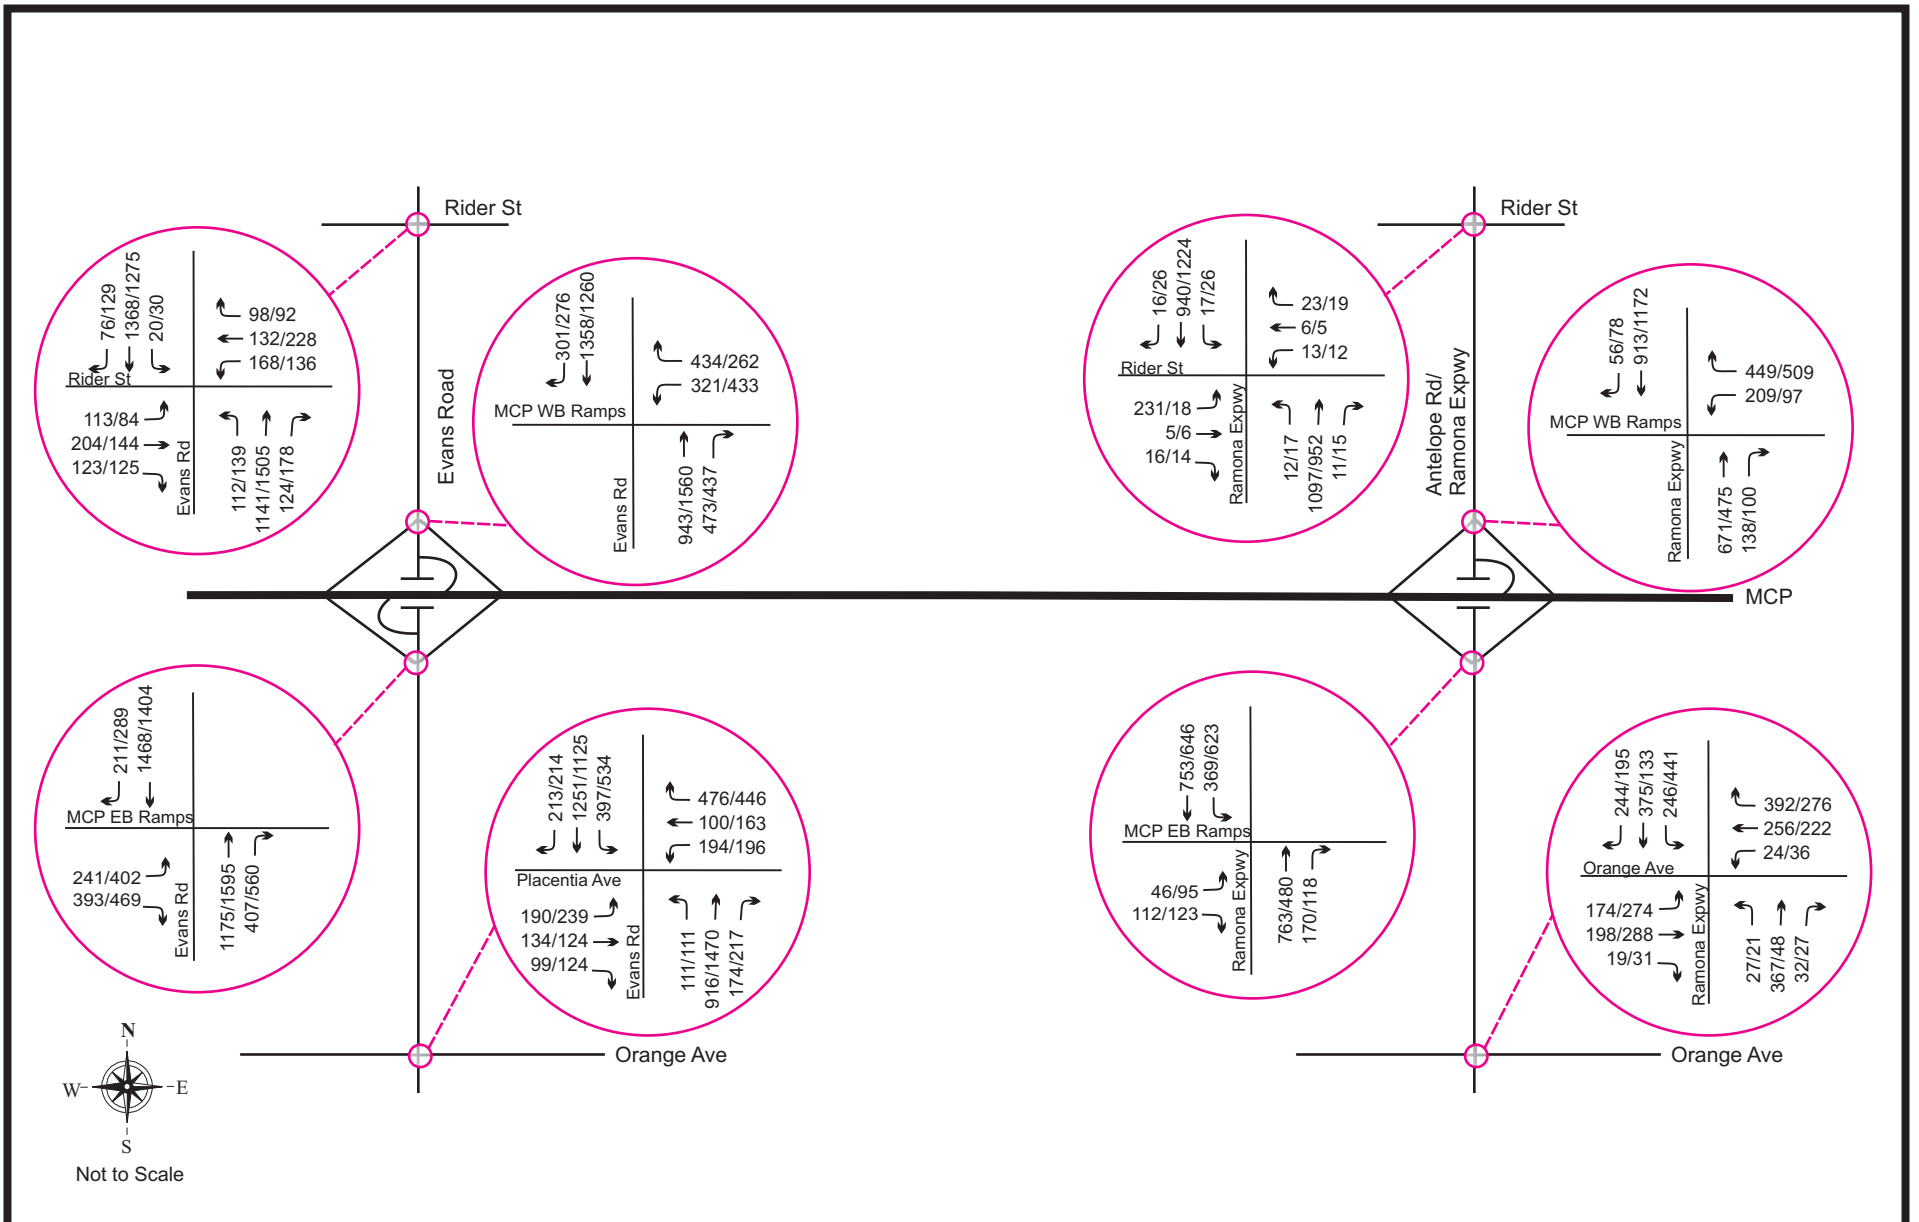 Rider St
76/129
1368/1275
20/30
98/92
132/228
168/136
Rider St
113/84
204/144
123/125
Evans Rd
112/139
1141/505
124/178
Evans Road
301/276
1358/1260
434/262
321/433
MCP WB Ramps
Evans Rd
943/1560
473/437
Rider St
16/26
940/1224
17/26
23/19
6/5
13/12
Rider St
231/18
5/6
16/14
Ramona Expwy
12/17
1097/952
11/15
Antelope Rd/
Ramona Expwy
56/78
913/1172
449/509
209/97
MCP WB Ramps
Ramona Expwy
671/475
138/100
MCP
211/289
1468/1404
MCP EB Ramps
241/402
393/469
Evans Rd
1175/1595
407/560
213/214
1251/1125
397/534
476/446
100/163
194/196
Placentia Ave
190/239
134/124
99/124
Evans Rd
111/111
916/1470
174/217
Orange Ave
753/646
369/623
MCP EB Ramps
46/95
112/123
Ramona Expwy
763/480
170/118
244/195
375/133
246/441
392/276
256/222
24/36
Orange Ave
174/274
198/288
19/31
Ramona Expwy
27/21
367/48
32/27
Orange Ave
N
W
E
S
Not to Scale